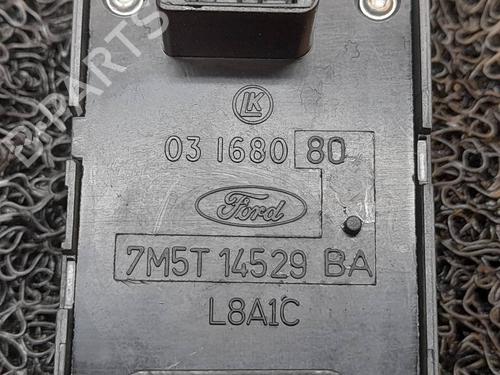 LK
03 1680 80
Ford
7M5T 14529 BA
L8A1C
B-PARTS